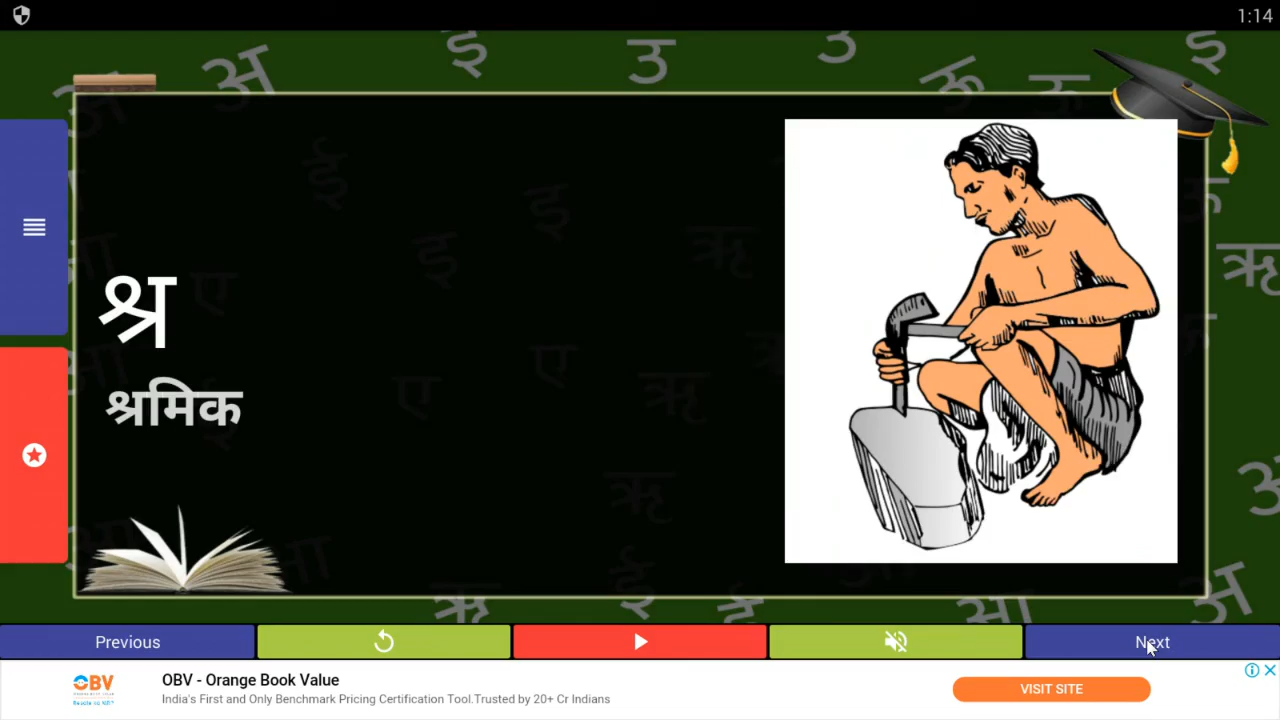 1:14
अ अ इ उ उ ऊ ऊ इ
श्र
श्रमिक
Previous
Next
OBV
OBV - Orange Book Value
India's First and Only Benchmark Pricing Certification Tool.Trusted by 20+ Cr Indians
VISIT SITE